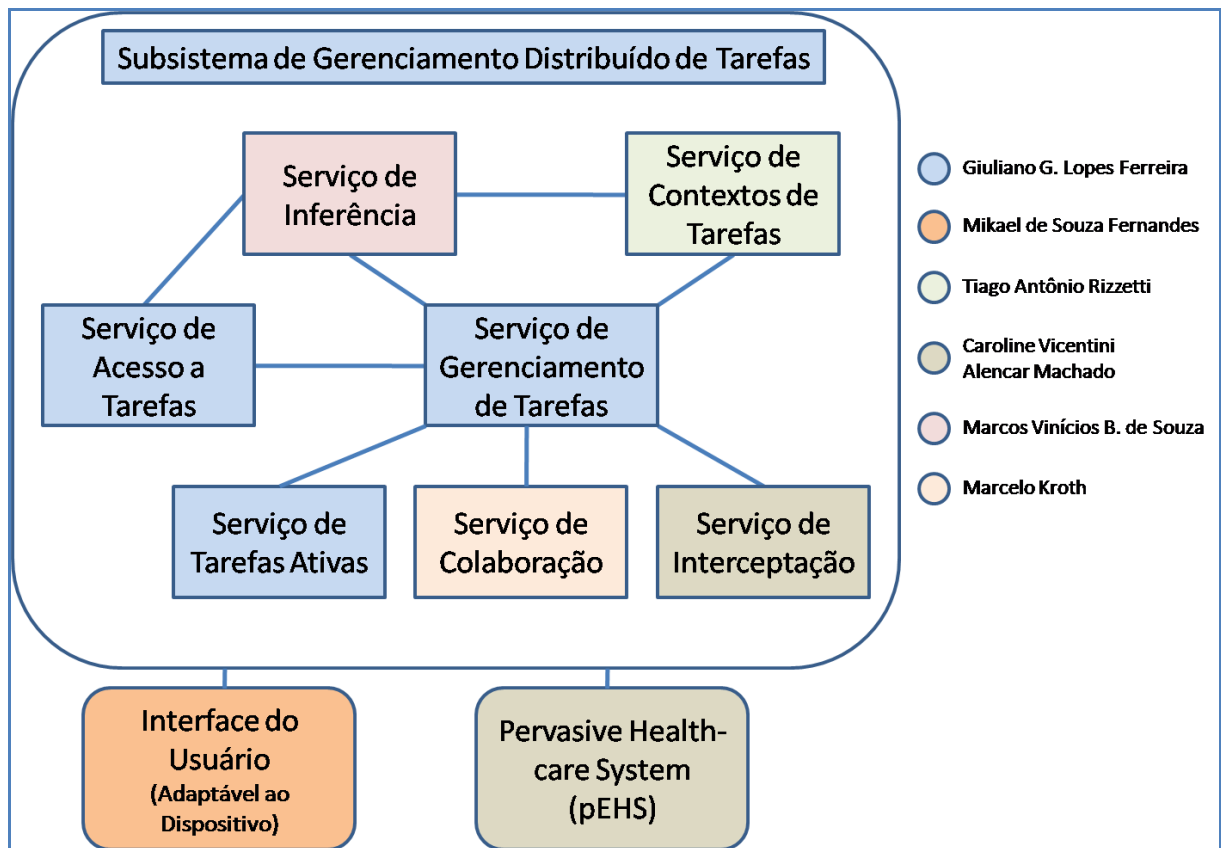 Subsistema de Gerenciamento Distribuído de Tarefas
Serviço de
Inferência
Serviço de
Contextos de
Tarefas
Serviço de
Acesso a
Tarefas
Serviço de
Gerenciamento
de Tarefas
Serviço de
Tarefas Ativas
Serviço de
Colaboração
Serviço de
Interceptação
Interface do
Usuário
(Adaptável ao
Dispositivo)
Pervasive Health-
care System
(pEHS)
Giuliano G. Lopes Ferreira
Mikael de Souza Fernandes
Tiago Antônio Rizzetti
Caroline Vicentini
Alencar Machado
Marcos Vinícios B. de Souza
Marcelo Kroth